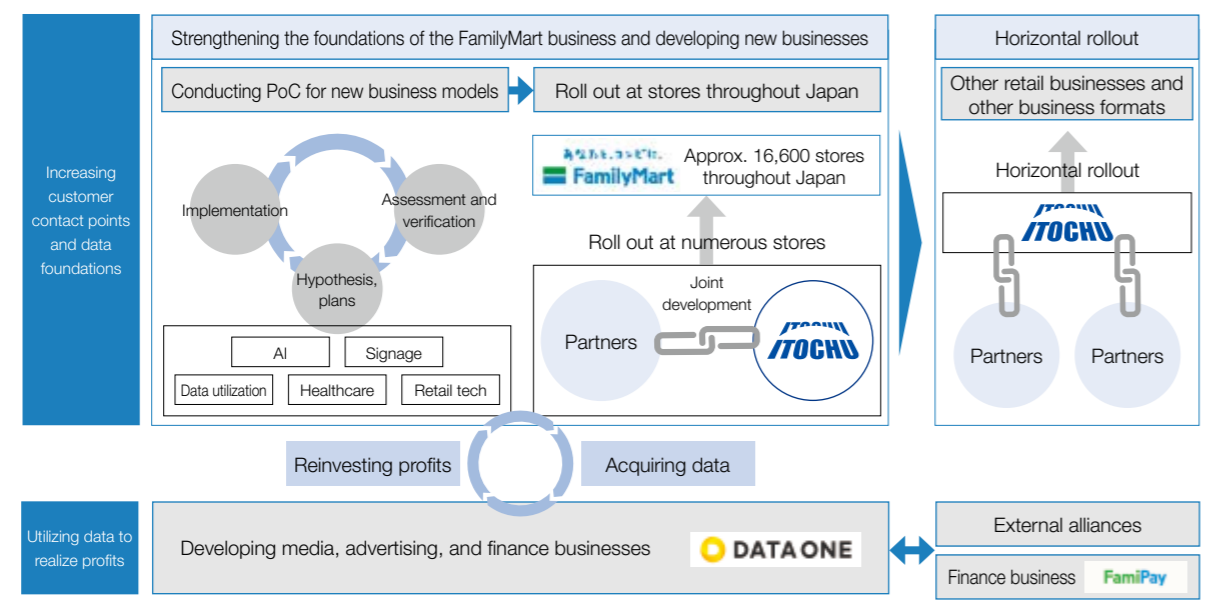 Strengthening the foundations of the FamilyMart business and developing new businesses
Horizontal rollout
Conducting PoC for new business models
Roll out at stores throughout Japan
Other retail businesses and
other business formats
Increasing
customer
contact points
and data
foundations
Implementation
Assessment and
verification
Hypothesis,
plans
あなたと、コンビに、
FamilyMart
Approx. 16,600 stores
throughout Japan
Roll out at numerous stores
Joint
development
Partners
ITOCHU
AI
Signage
Data utilization
Healthcare
Retail tech
Horizontal rollout
ITOCHU
Partners
Partners
Reinvesting profits
Acquiring data
Utilizing data to
realize profits
Developing media, advertising, and finance businesses
DATA ONE
External alliances
Finance business
FamiPay